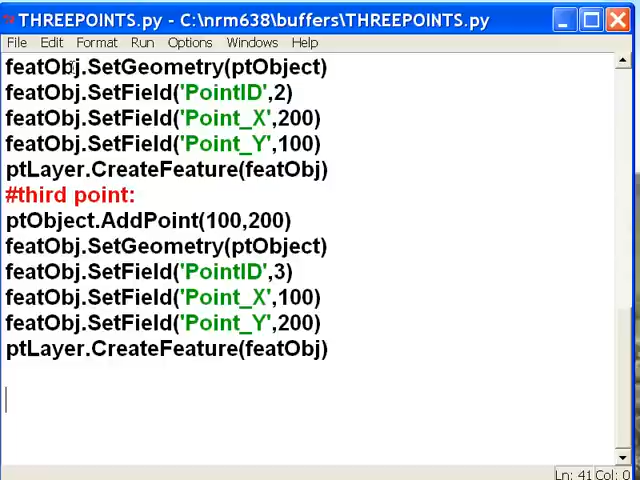 THREEPOINTS.py - C:\nrm638\buffers\THREEPOINTS.py
File Edit Format Run Options Windows Help
featObj.SetGeometry(ptObject)
featObj.SetField('PointID',2)
featObj.SetField('Point_X',200)
featObj.SetField('Point_Y',100)
ptLayer.CreateFeature(featObj)
#third point:
ptObject.AddPoint(100,200)
featObj.SetGeometry(ptObject)
featObj.SetField('PointID',3)
featObj.SetField('Point_X',100)
featObj.SetField('Point_Y',200)
ptLayer.CreateFeature(featObj)
Ln: 41 Col: 0